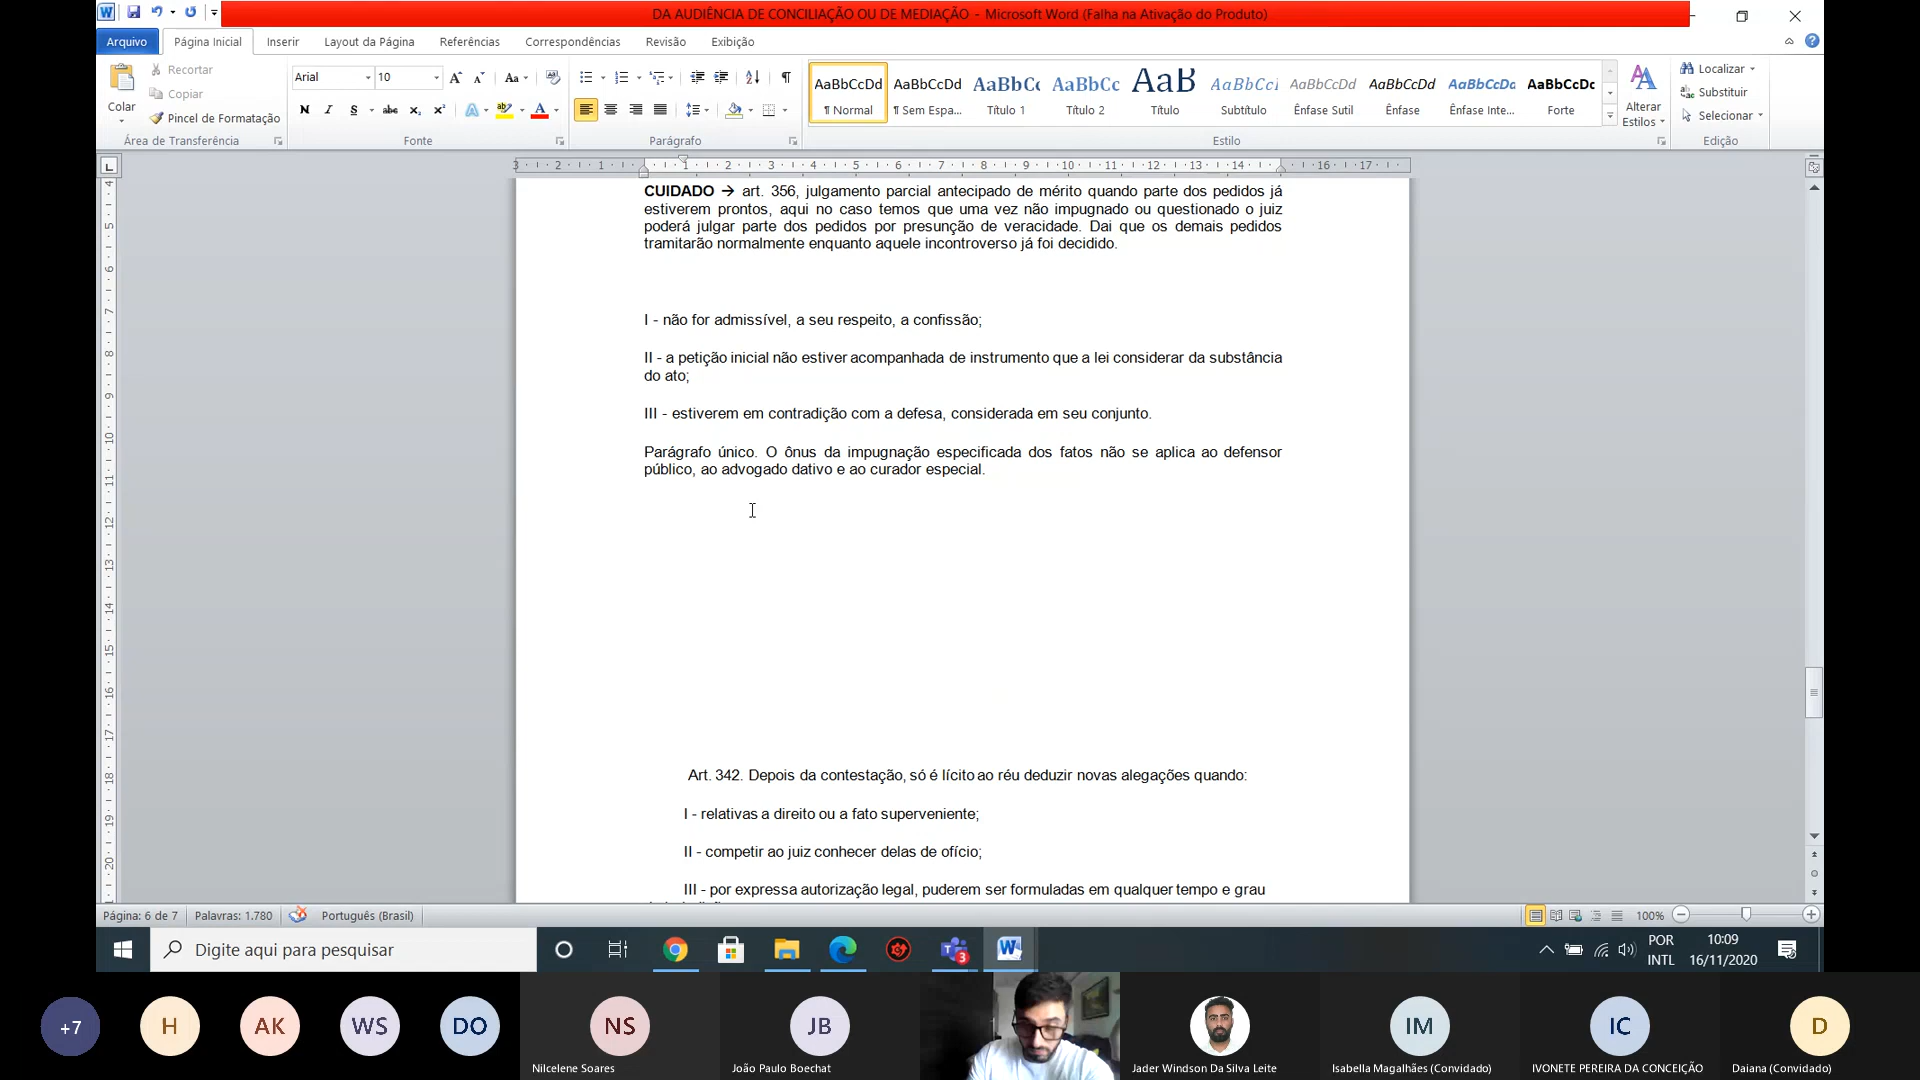 DA AUDIÊNCIA DE CONCILIAÇÃO OU DE MEDIAÇÃO - Microsoft Word (Falha na Ativação do Produto)
Arquivo Página Inicial Inserir Layout da Página Referências Correspondências Revisão Exibição
Colar
Recortar
Copiar
Pincel de Formatação
Área de Transferência
Arial 10
Fonte
Parágrafo
AaBbCcDd AaBbCcDd AaBbCc AaBbCc AaB AaBbCcI AaBbCcDd AaBbCcDd AaBbCcDc AaBbCcDc
¶ Normal ¶ Sem Espa... Título 1 Título 2 Título Subtítulo Ênfase Sutil Ênfase Ênfase Inte... Forte
Estilo
Alterar
Estilos
Localizar
Substituir
Selecionar
Edição
CUIDADO → art. 356, julgamento parcial antecipado de mérito quando parte dos pedidos já
estiverem prontos, aqui no caso temos que uma vez não impugnado ou questionado o juiz
poderá julgar parte dos pedidos por presunção de veracidade. Dai que os demais pedidos
tramitarão normalmente enquanto aquele incontroverso já foi decidido.
I - não for admissível, a seu respeito, a confissão;
II - a petição inicial não estiver acompanhada de instrumento que a lei considerar da substância
do ato;
III - estiverem em contradição com a defesa, considerada em seu conjunto.
Parágrafo único. O ônus da impugnação especificada dos fatos não se aplica ao defensor
público, ao advogado dativo e ao curador especial.
Art. 342. Depois da contestação, só é lícito ao réu deduzir novas alegações quando:
I - relativas a direito ou a fato superveniente;
II - competir ao juiz conhecer delas de ofício;
III - por expressa autorização legal, puderem ser formuladas em qualquer tempo e grau
Página: 6 de 7 Palavras: 1.780 Português (Brasil) 100%
Digite aqui para pesquisar
3
POR
INTL
10:09
16/11/2020
+7 H AK WS DO NS JB IM IC D
Nilcelene Soares João Paulo Boechat Jader Windson Da Silva Leite Isabella Magalhães (Convidado) IVONETE PEREIRA DA CONCEIÇÃO Daiana (Convidado)